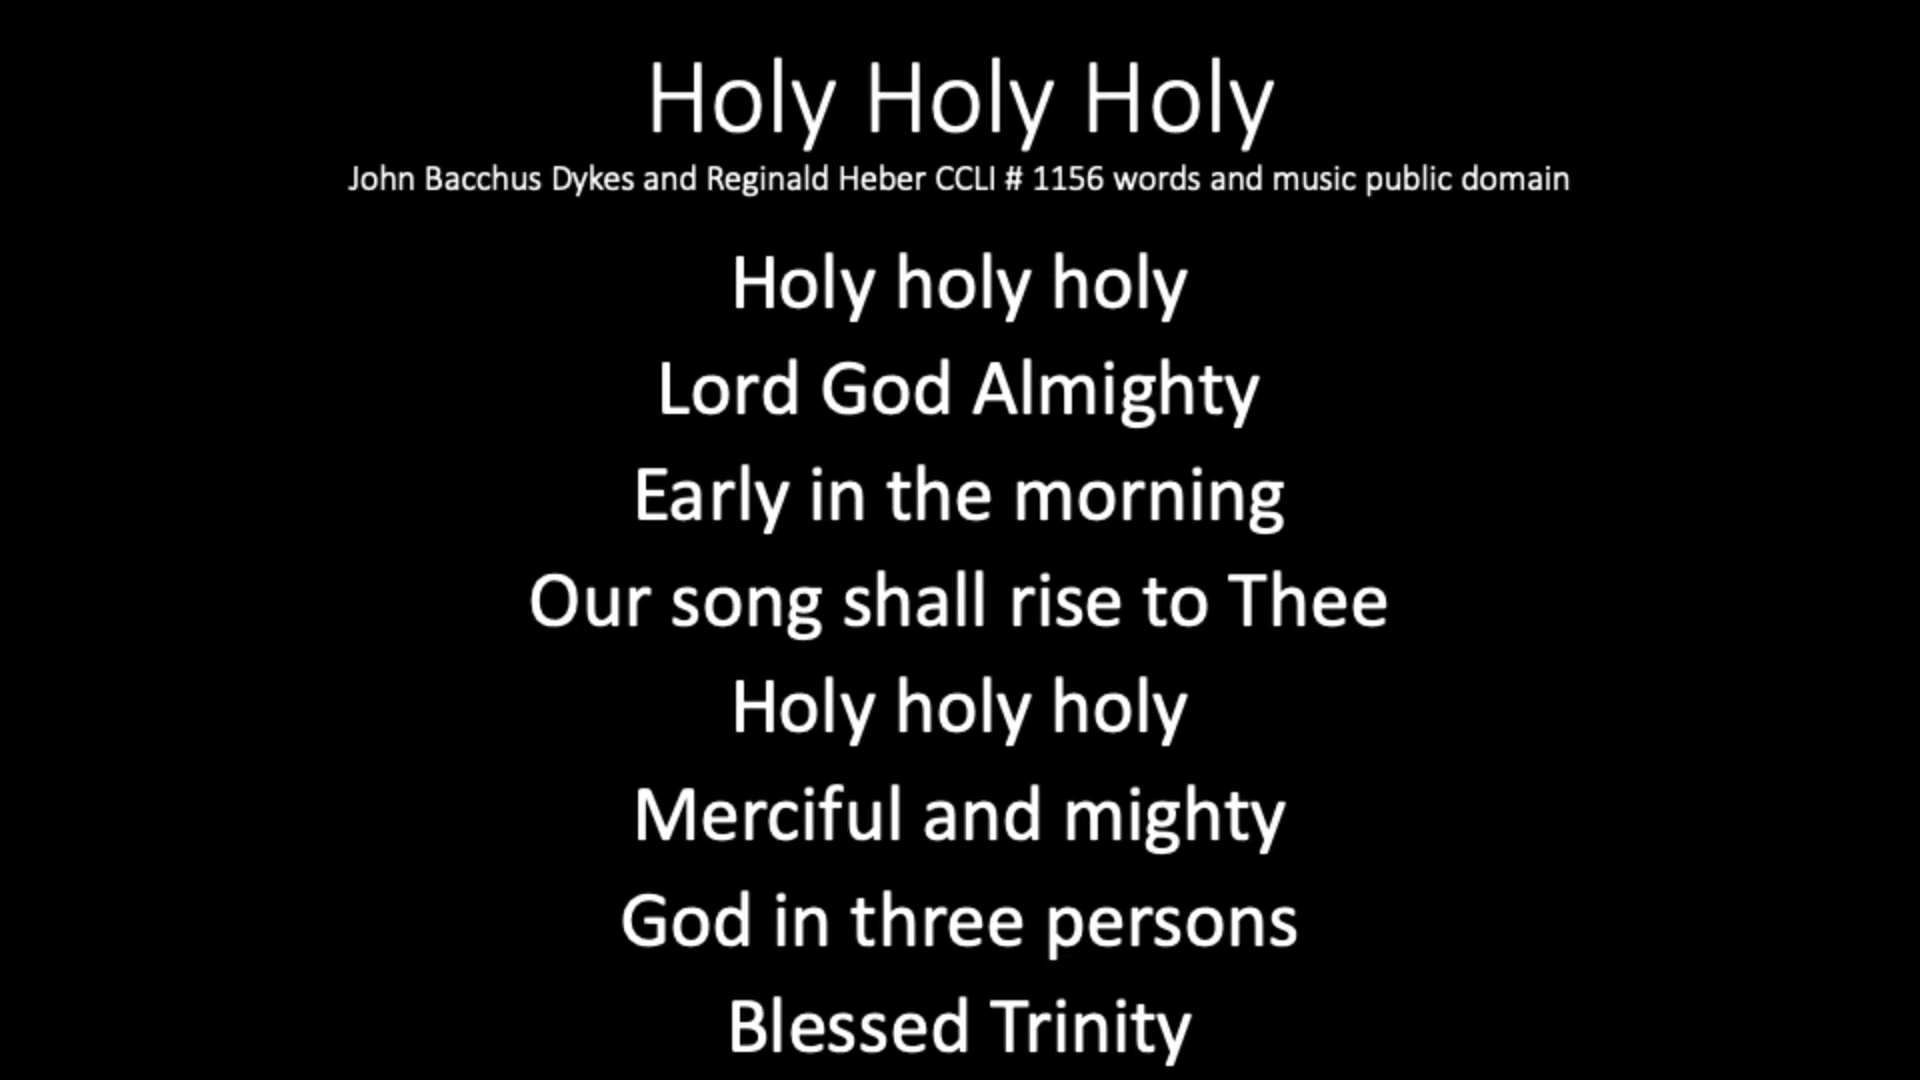 Holy Holy Holy
John Bacchus Dykes and Reginald Heber CCLI # 1156 words and music public domain
Holy holy holy
Lord God Almighty
Early in the morning
Our song shall rise to Thee
Holy holy holy
Merciful and mighty
God in three persons
Blessed Trinity